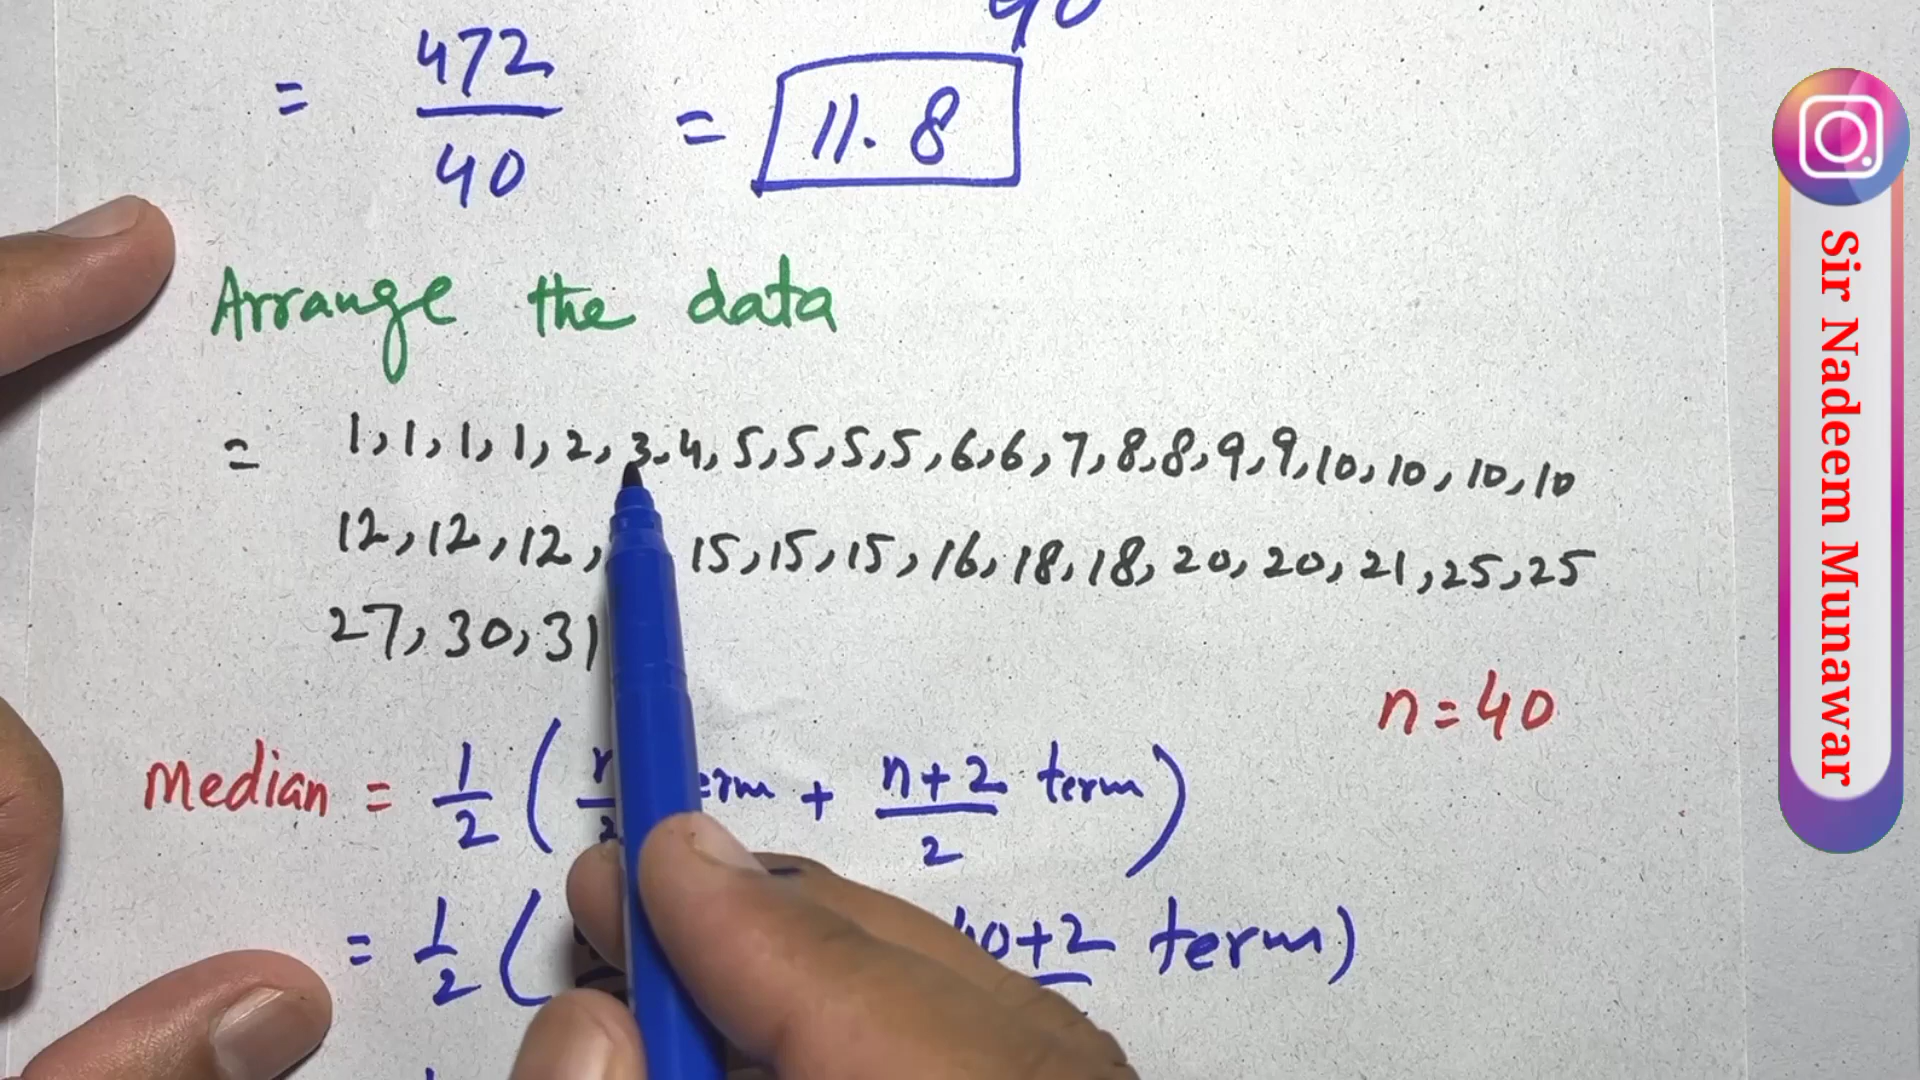 = 472/40 = 11.8
Arrange the data
= 1, 1, 1, 1, 2, 3, 4, 5, 5, 5, 5, 6, 6, 7, 8, 8, 9, 9, 10, 10, 10, 10
12, 12, 12, 15, 15, 15, 16, 18, 18, 20, 20, 21, 25, 25
27, 30, 31
n = 40
Median = 1/2 ( term + n+2/2 term )
= 1/2 ( 40+2 term )
Sir Nadeem Munawar